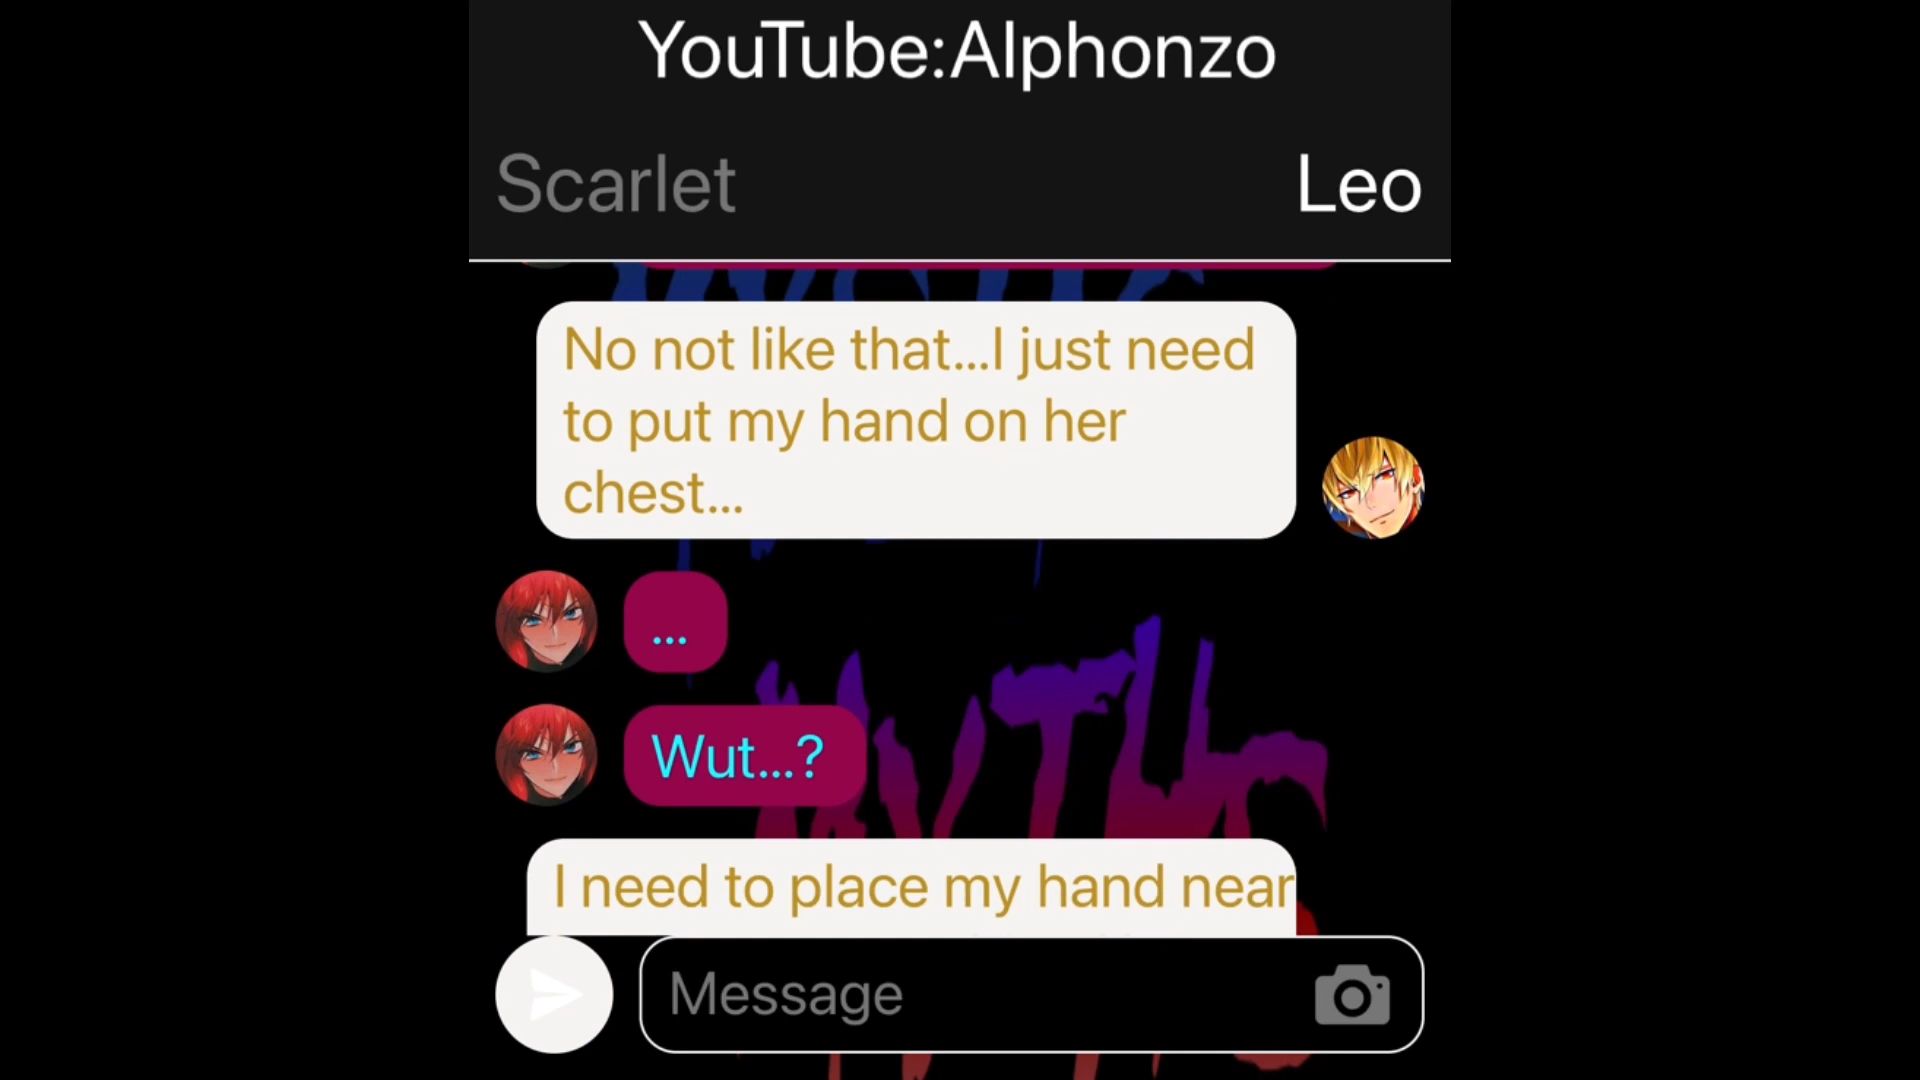 YouTube:Alphonzo
Scarlet
Leo
No not like that...I just need
to put my hand on her
chest...
...
Wut...?
I need to place my hand near
Message